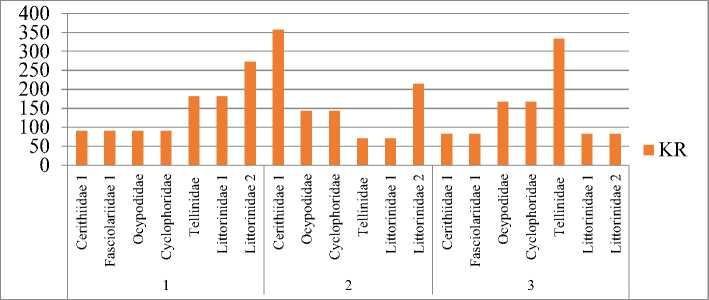 400
350
300
250
200
150
100
50
0
Cerithiidae 1
Fasciolariidae 1
Ocypodidae
Cyclophoridae
Tellinidae
Littorinidae 1
Littorinidae 2
Cerithiidae 1
Ocypodidae
Cyclophoridae
Tellinidae
Littorinidae 1
Littorinidae 2
Cerithiidae 1
Fasciolariidae 1
Ocypodidae
Cyclophoridae
Tellinidae
Littorinidae 1
Littorinidae 2
1
2
3
KR